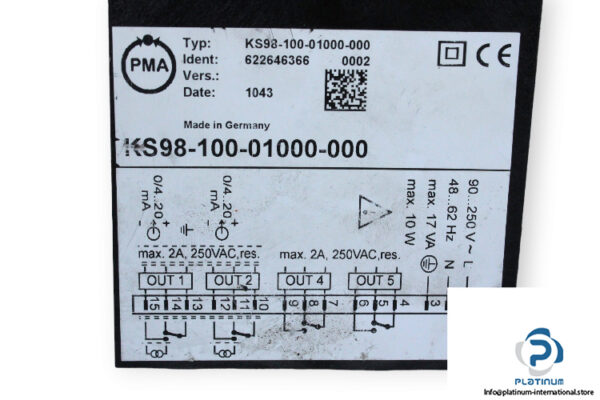 PMA
Typ: KS98-100-01000-000
Ident: 622646366 0002
Vers.:
Date: 1043
Made in Germany
KS98-100-01000-000
0/4..20 mA + -
0/4..20 mA + -
max. 2A, 250VAC,res.
max. 2A, 250VAC,res.
max. 10 W
max. 17 VA
48...62 Hz N
90...250 V ~ L
OUT 1
OUT 2
OUT 4
OUT 5
15 14 13 12 11 10 9 8 7 6 5 4 3
PLATINUM
https://platinum-international.store